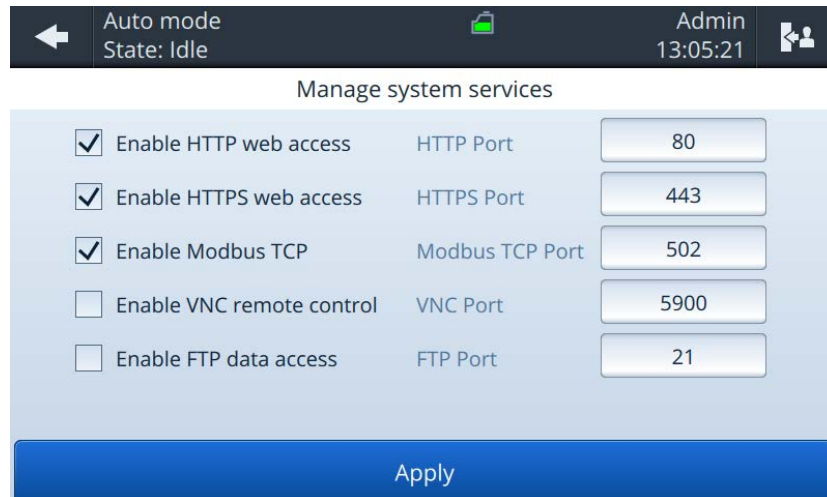 Auto mode
State: Idle
Admin
13:05:21
Manage system services
Enable HTTP web access HTTP Port 80
Enable HTTPS web access HTTPS Port 443
Enable Modbus TCP Modbus TCP Port 502
Enable VNC remote control VNC Port 5900
Enable FTP data access FTP Port 21
Apply